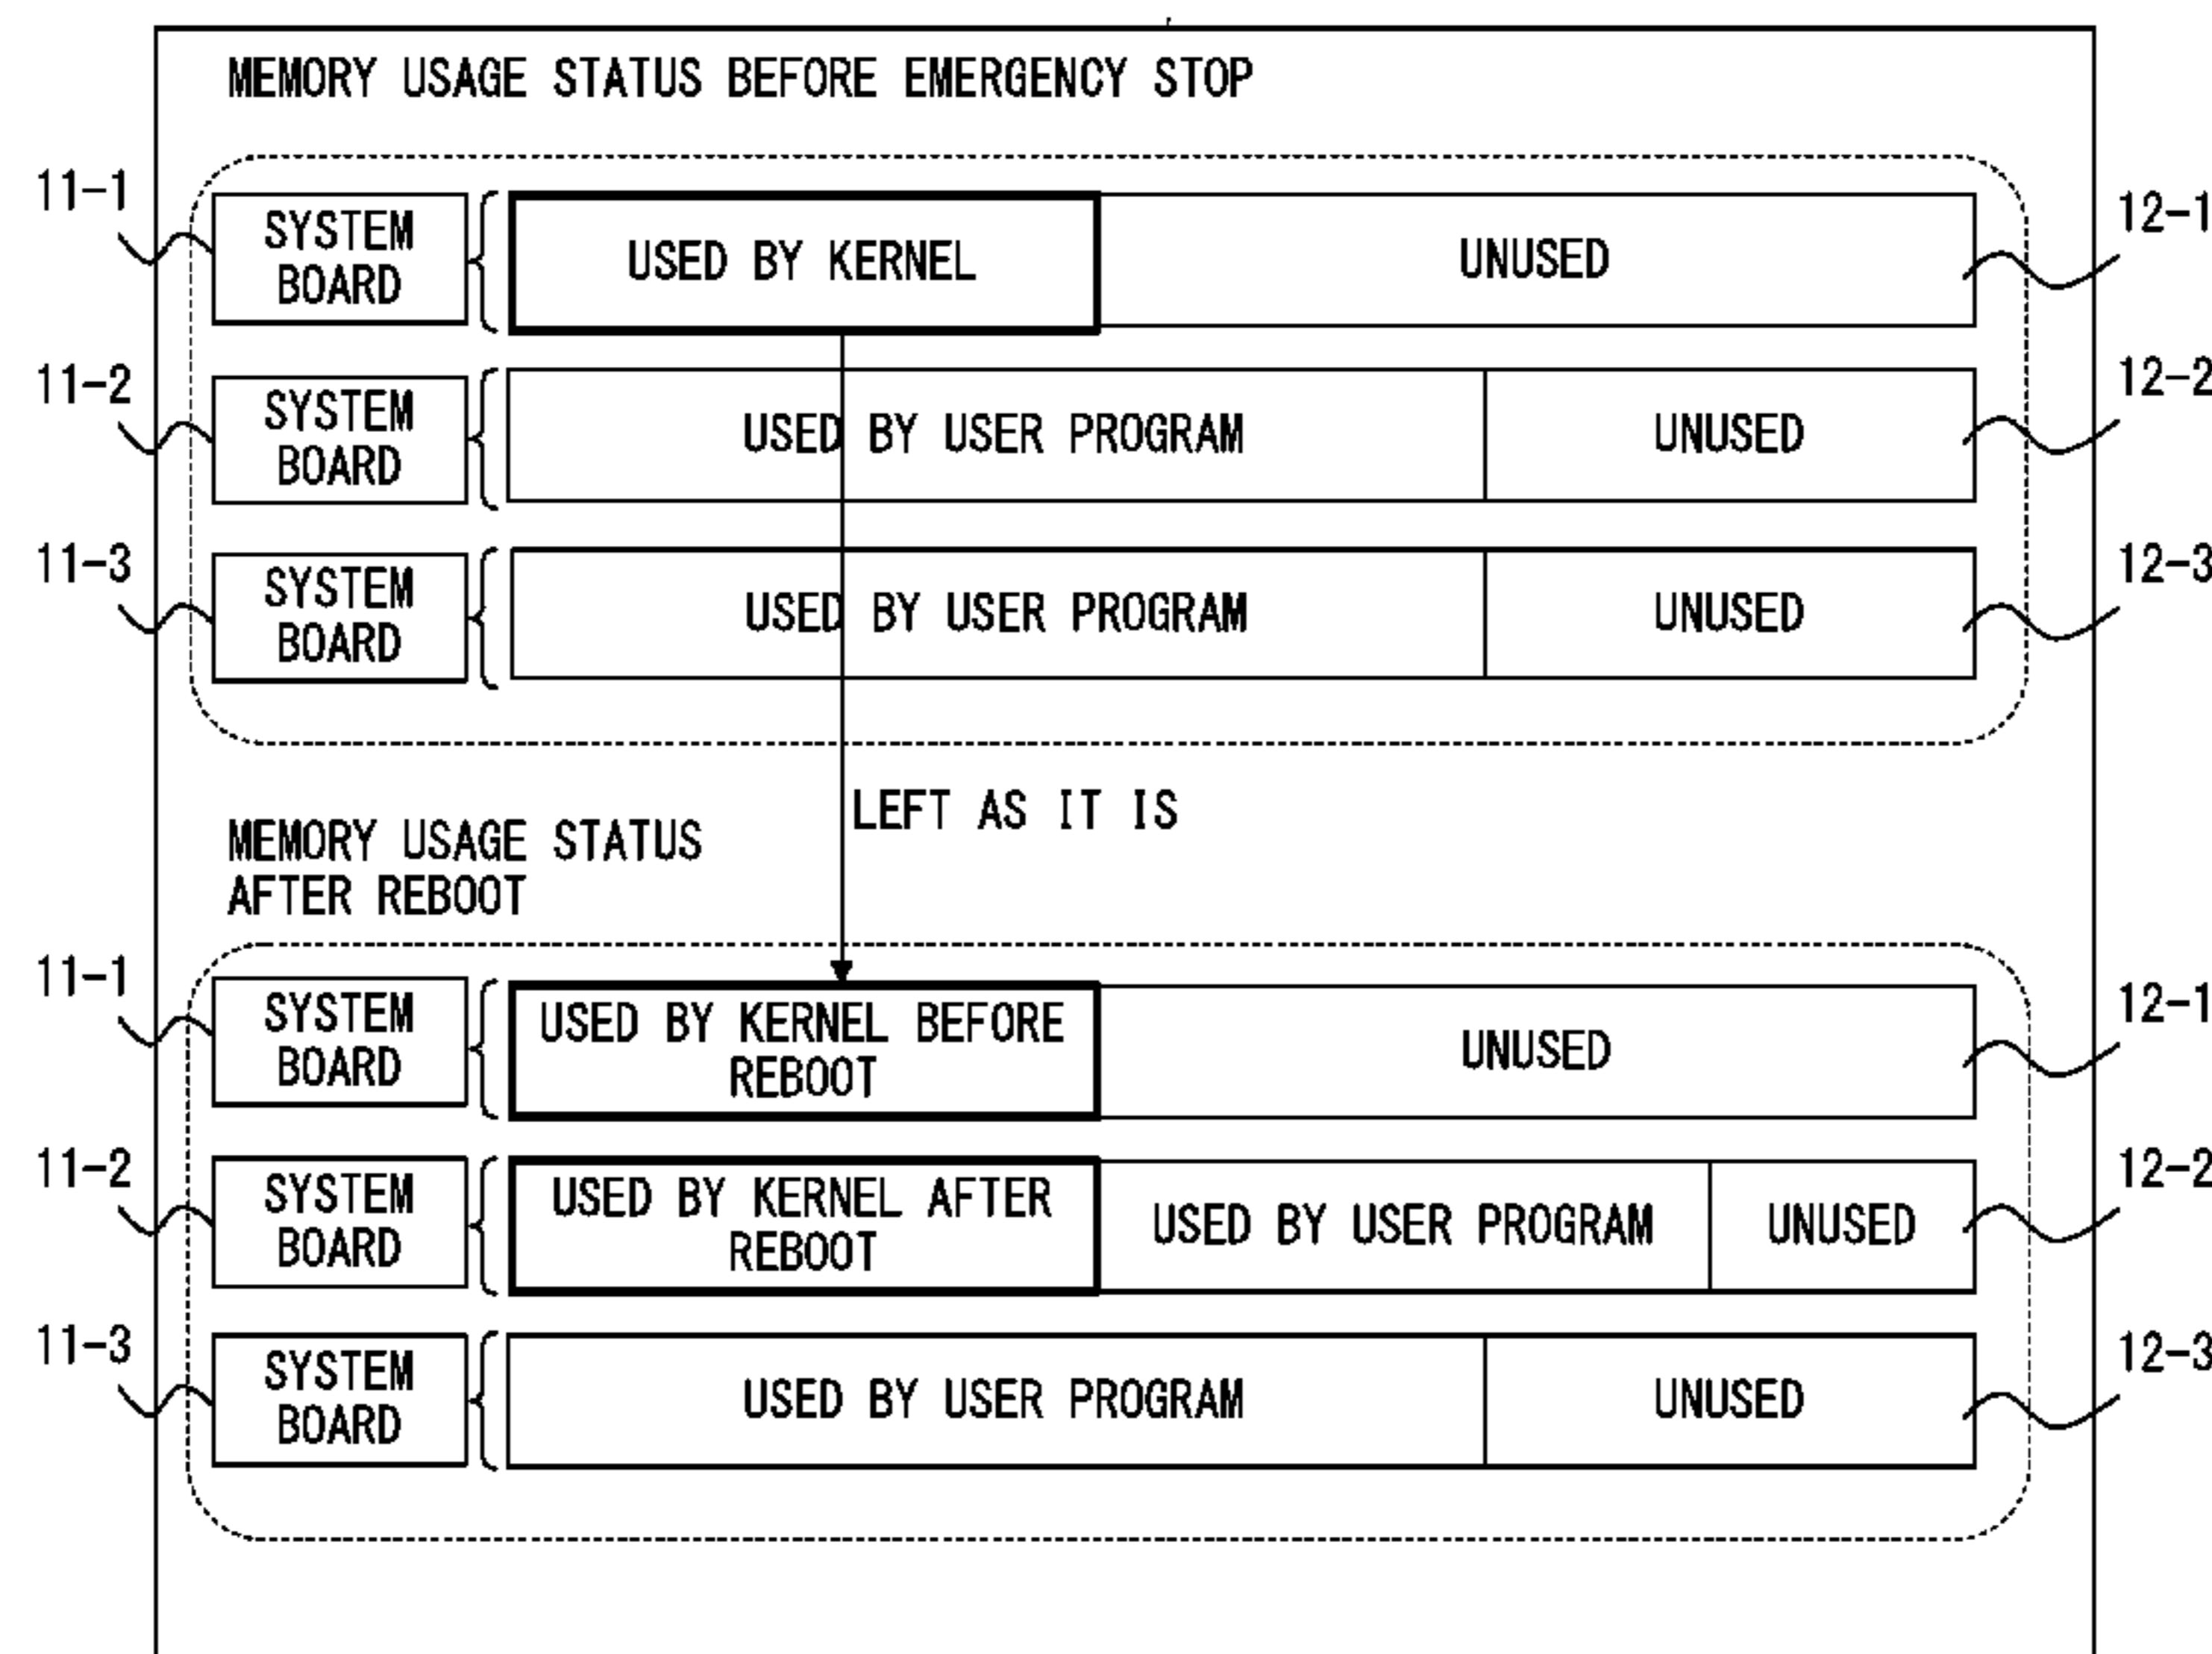 MEMORY USAGE STATUS BEFORE EMERGENCY STOP
11-1
SYSTEM
BOARD
USED BY KERNEL
UNUSED
12-1
11-2
SYSTEM
BOARD
USED BY USER PROGRAM
UNUSED
12-2
11-3
SYSTEM
BOARD
USED BY USER PROGRAM
UNUSED
12-3
LEFT AS IT IS
MEMORY USAGE STATUS
AFTER REBOOT
11-1
SYSTEM
BOARD
USED BY KERNEL BEFORE
REBOOT
UNUSED
12-1
11-2
SYSTEM
BOARD
USED BY KERNEL AFTER
REBOOT
USED BY USER PROGRAM
UNUSED
12-2
11-3
SYSTEM
BOARD
USED BY USER PROGRAM
UNUSED
12-3